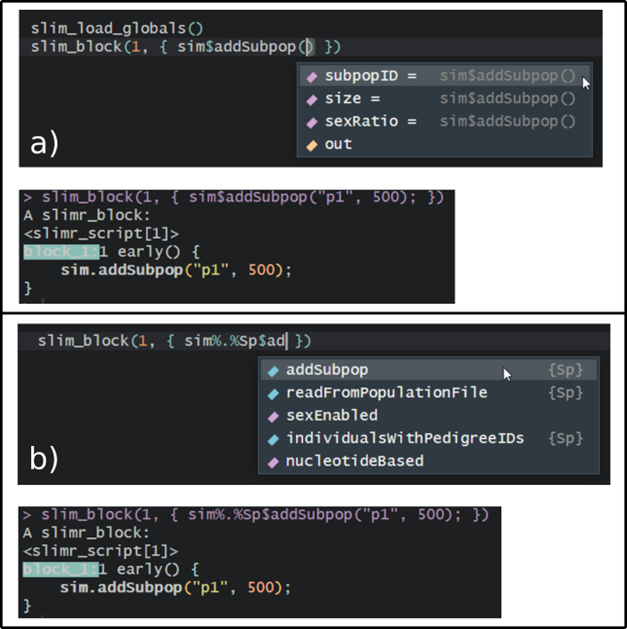 slim_load_globals()
slim_block(1, { sim$addSubpop() })
subpopID = sim$addSubpop()
size = sim$addSubpop()
sexRatio = sim$addSubpop()
out
a)
> slim_block(1, { sim$addSubpop("p1", 500); })
A slimr_block:
<slimr_script[1]>
block_1:1 early() {
sim.addSubpop("p1", 500);
}
slim_block(1, { sim%.%Sp$ad })
addSubpop {Sp}
readFromPopulationFile {Sp}
sexEnabled
individualsWithPedigreeIDs {Sp}
nucleotideBased
b)
> slim_block(1, { sim%.%Sp$addSubpop("p1", 500); })
A slimr_block:
<slimr_script[1]>
block_1:1 early() {
sim.addSubpop("p1", 500);
}